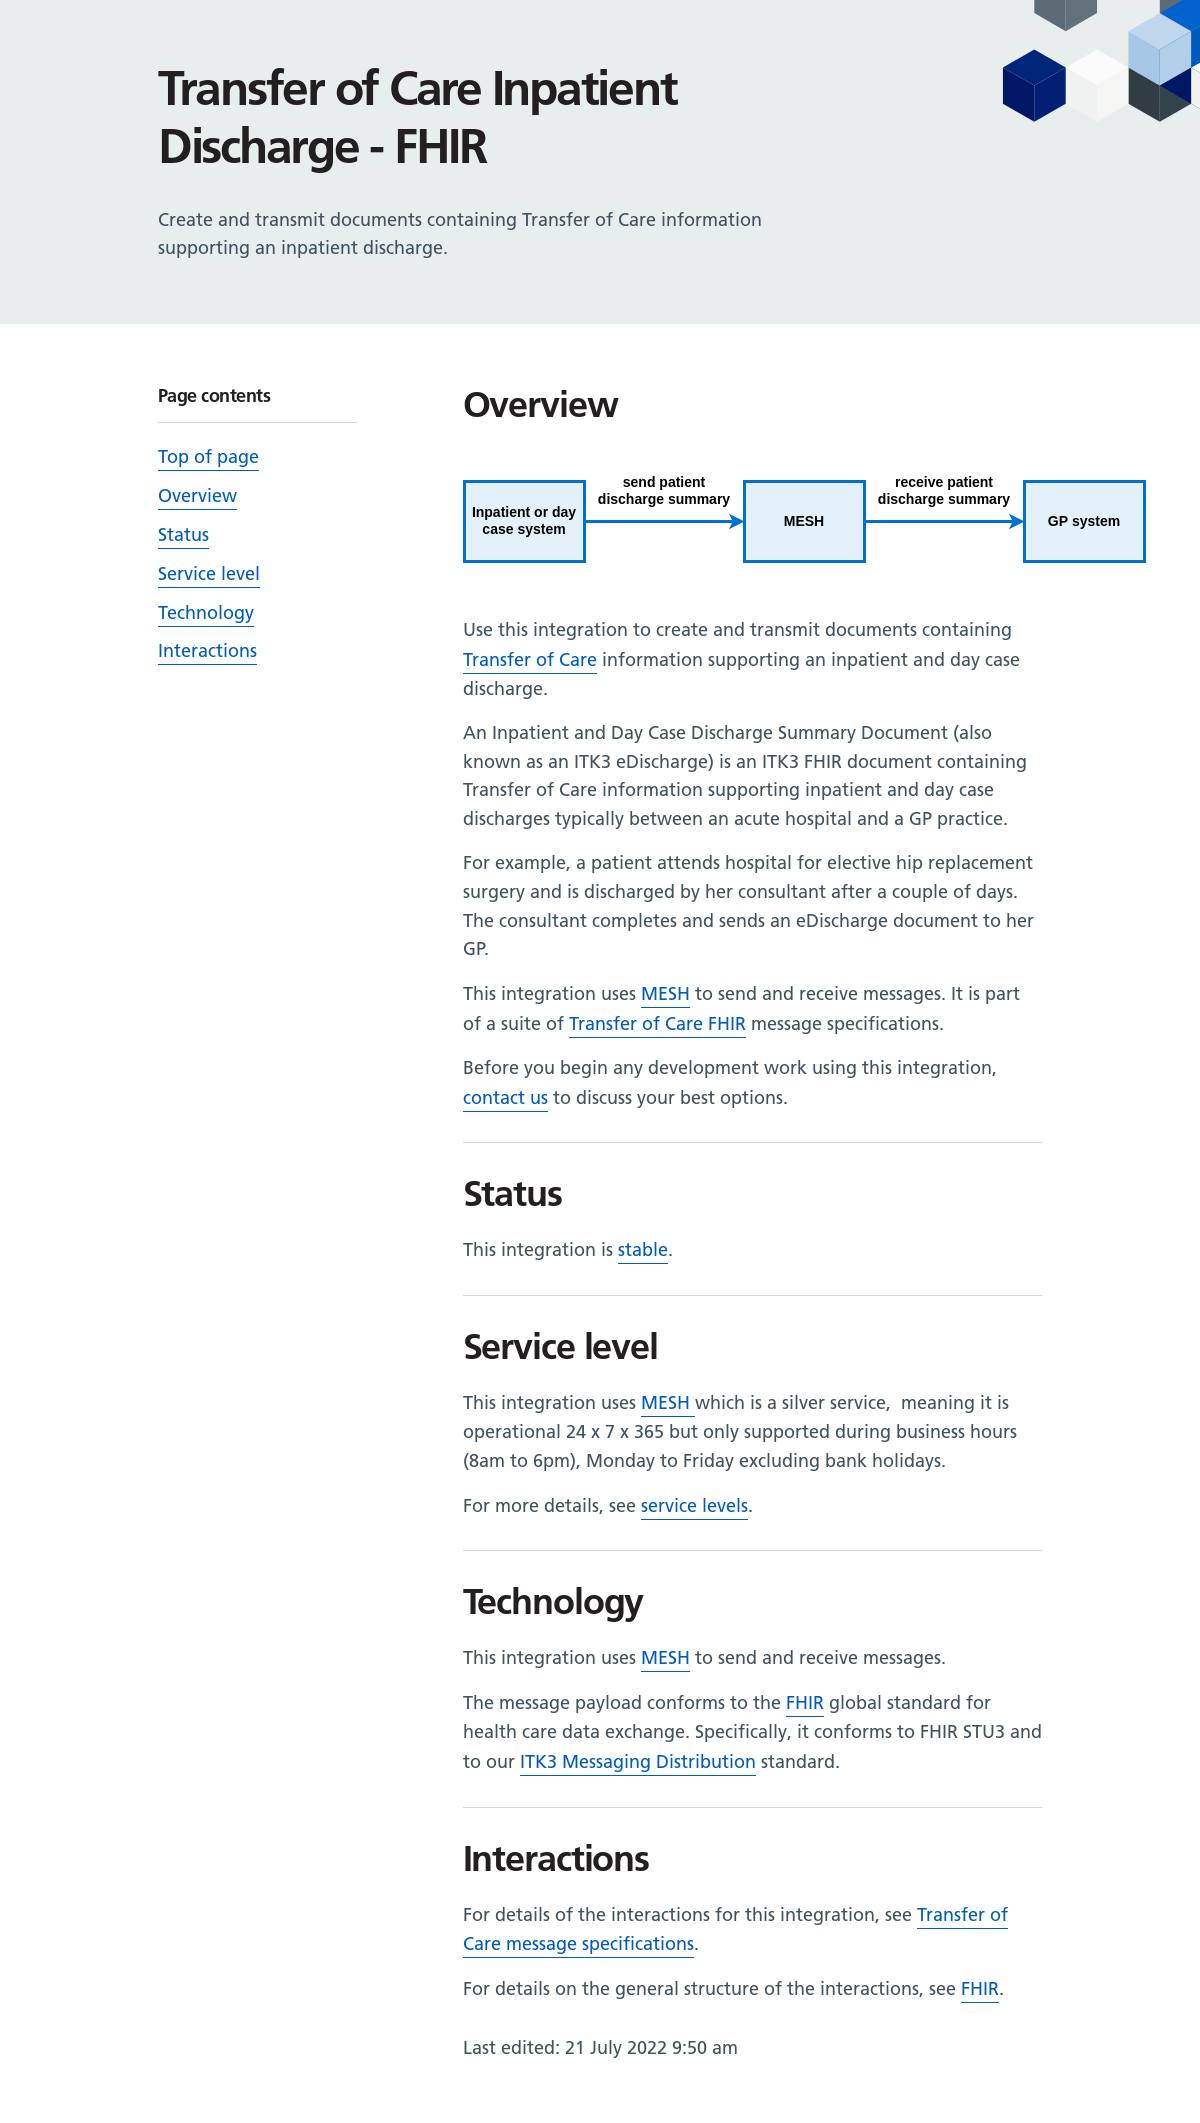 Transfer of Care Inpatient
Discharge - FHIR
Create and transmit documents containing Transfer of Care information
supporting an inpatient discharge.
Page contents
Top of page
Overview
Status
Service level
Technology
Interactions
Overview
Inpatient or day
case system
send patient
discharge summary
MESH
receive patient
discharge summary
GP system
Use this integration to create and transmit documents containing
Transfer of Care information supporting an inpatient and day case
discharge.
An Inpatient and Day Case Discharge Summary Document (also
known as an ITK3 eDischarge) is an ITK3 FHIR document containing
Transfer of Care information supporting inpatient and day case
discharges typically between an acute hospital and a GP practice.
For example, a patient attends hospital for elective hip replacement
surgery and is discharged by her consultant after a couple of days.
The consultant completes and sends an eDischarge document to her
GP.
This integration uses MESH to send and receive messages. It is part
of a suite of Transfer of Care FHIR message specifications.
Before you begin any development work using this integration,
contact us to discuss your best options.
Status
This integration is stable.
Service level
This integration uses MESH which is a silver service,  meaning it is
operational 24 x 7 x 365 but only supported during business hours
(8am to 6pm), Monday to Friday excluding bank holidays.
For more details, see service levels.
Technology
This integration uses MESH to send and receive messages.
The message payload conforms to the FHIR global standard for
health care data exchange. Specifically, it conforms to FHIR STU3 and
to our ITK3 Messaging Distribution standard.
Interactions
For details of the interactions for this integration, see Transfer of
Care message specifications.
For details on the general structure of the interactions, see FHIR.
Last edited: 21 July 2022 9:50 am